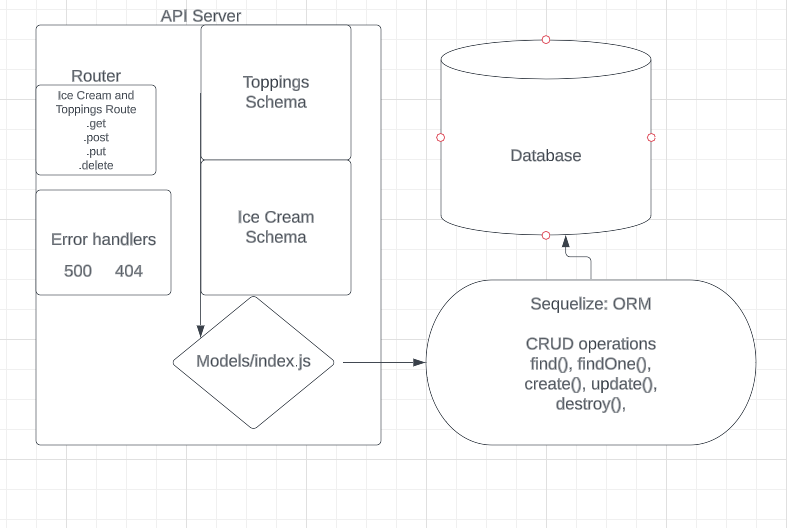 API Server
Router
Ice Cream and
Toppings Route
.get
.post
.put
.delete
Error handlers
500 404
Toppings
Schema
Ice Cream
Schema
Models/index.js
Database
Sequelize: ORM
CRUD operations
find(), findOne(),
create(), update(),
destroy(),